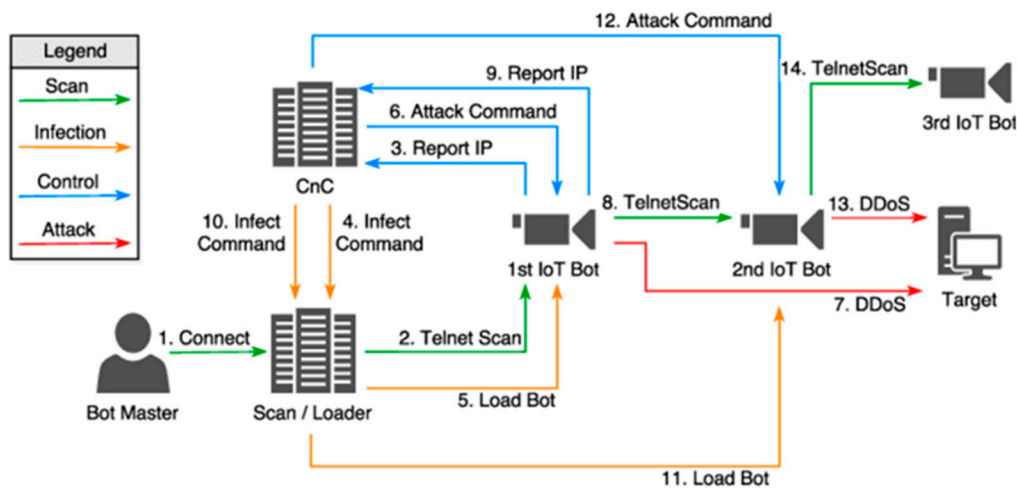 12. Attack Command
Legend
Scan
Infection
Control
Attack
9. Report IP
14. TelnetScan
6. Attack Command
3rd IoT Bot
3. Report IP
CnC
8. TelnetScan
13. DDoS
10. Infect
Command
4. Infect
Command
1st IoT Bot
2nd IoT Bot
Target
7. DDoS
1. Connect
2. Telnet Scan
5. Load Bot
Bot Master
Scan / Loader
11. Load Bot